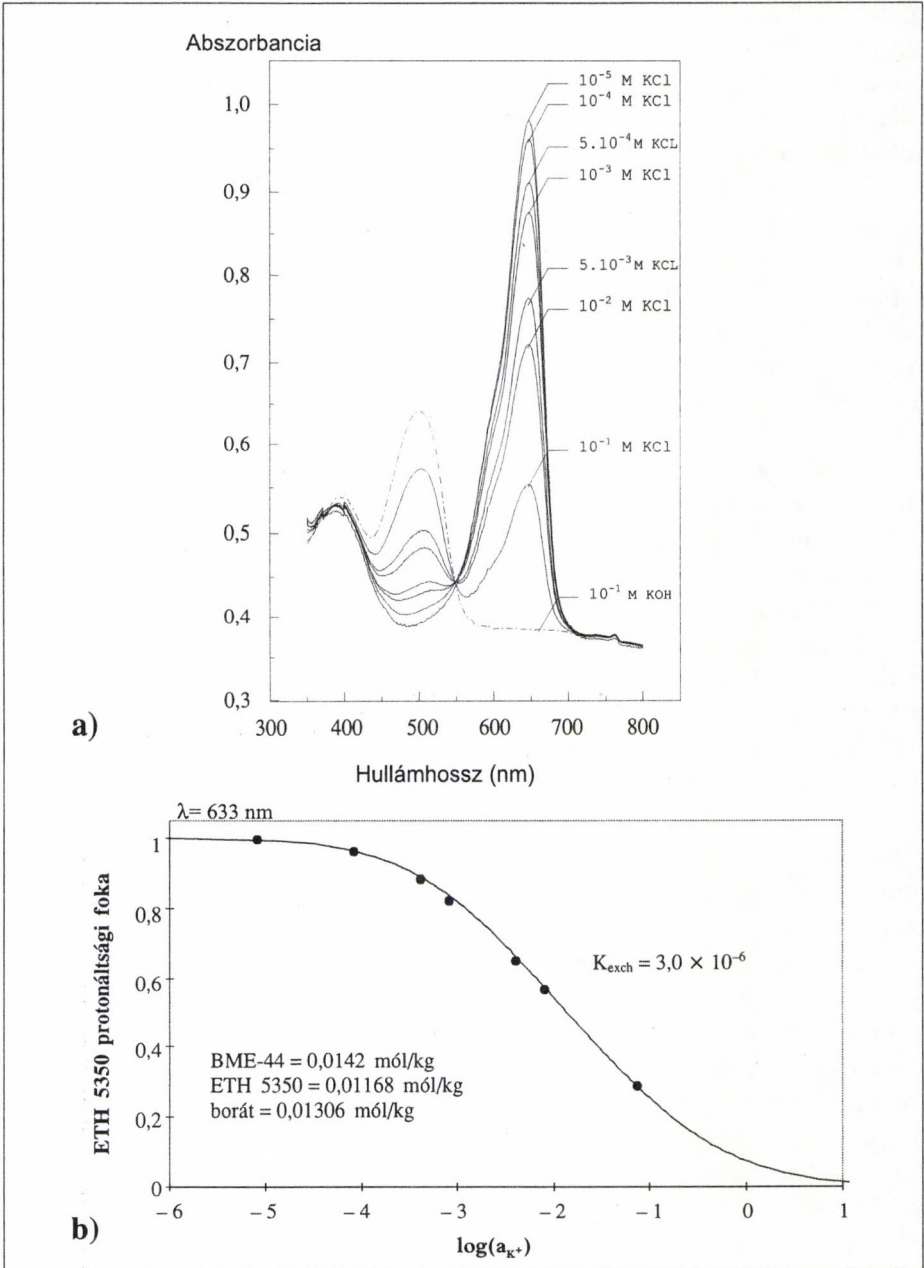 Abszorbancia
1,0
0,9
0,8
0,7
0,6
0,5
0,4
0,3
10⁻⁵ M KCl
10⁻⁴ M KCl
5.10⁻⁴M KCL
10⁻³ M KCl
5.10⁻³M KCL
10⁻² M KCl
10⁻¹ M KCl
10⁻¹ M KOH
300 400 500 600 700 800
Hullámhossz (nm)
a)
λ= 633 nm
ETH 5350 protonáltsági foka
1
0,8
0,6
0,4
0,2
0
K_exch = 3,0 × 10⁻⁶
BME-44 = 0,0142 mól/kg
ETH 5350 = 0,01168 mól/kg
borát = 0,01306 mól/kg
−6 −5 −4 −3 −2 −1 0 1
log(a_K⁺)
b)